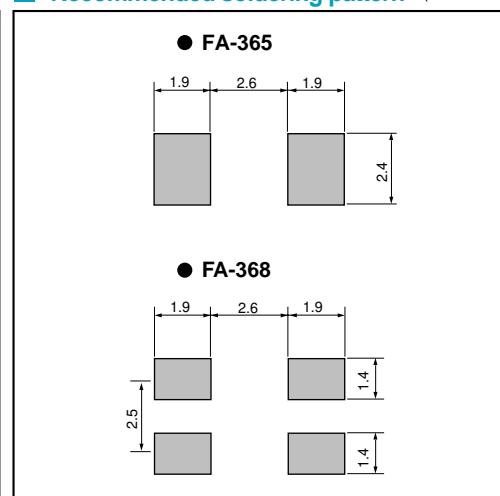 Recommended soldering pattern
● FA-365
1.9 2.6 1.9
2.4
● FA-368
1.9 2.6 1.9
1.4
2.5
1.4